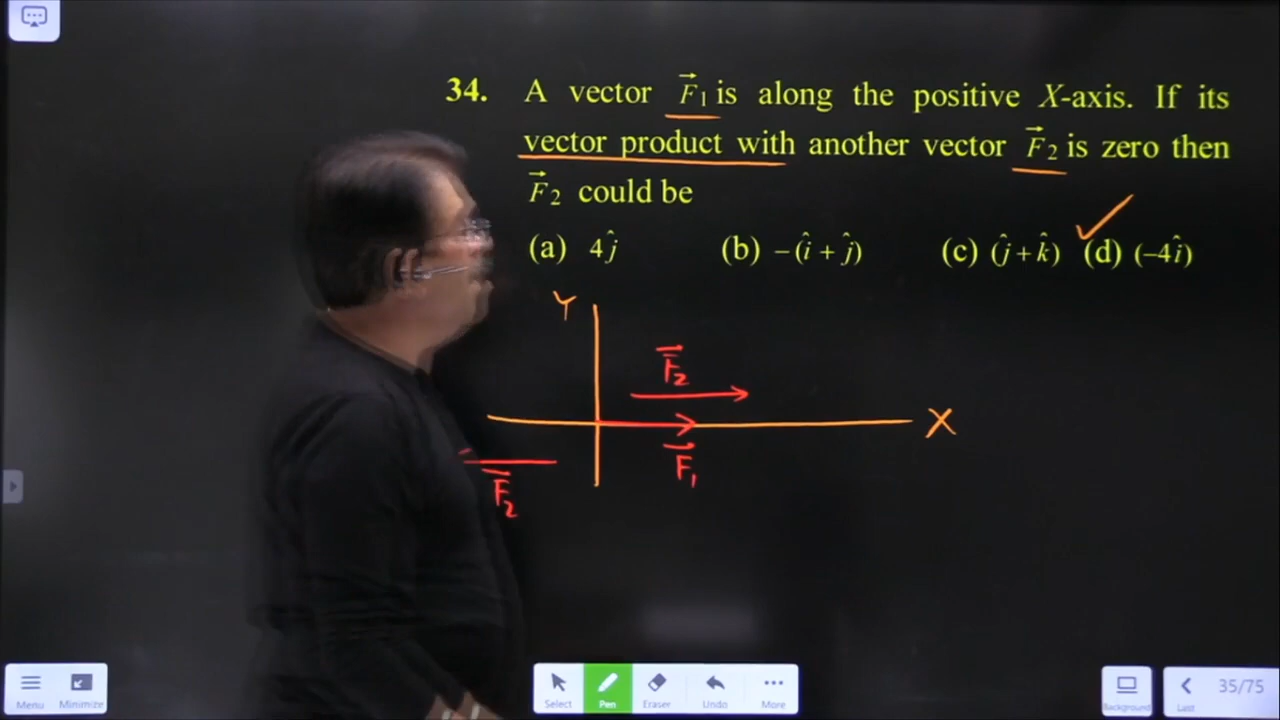 34. A vector F⃗₁ is along the positive X-axis. If its
vector product with another vector F⃗₂ is zero then
F⃗₂ could be
(a) 4ĵ (b) −(î + ĵ) (c) (ĵ + k̂) (d) (−4î)
Y
F⃗₂
X
F⃗₁
F⃗₂
Menu Minimize Select Pen Eraser Undo More Background Last 35/75